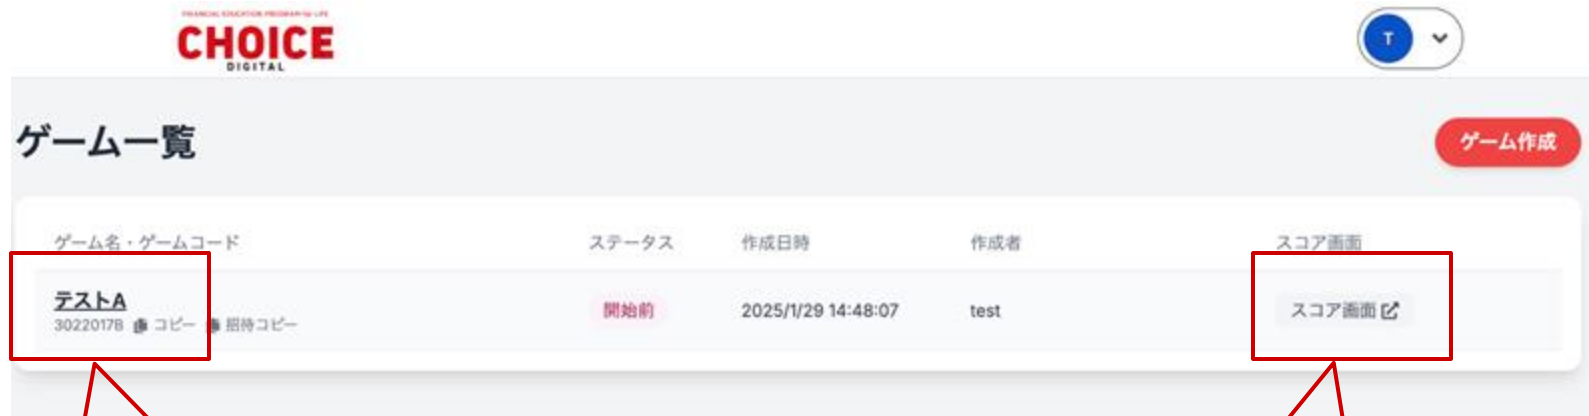 FINANCIAL EDUCATION PROGRAM for LIFE
CHOICE
DIGITAL
T
ゲーム一覧
ゲーム作成
ゲーム名・ゲームコード ステータス 作成日時 作成者 スコア画面
テストA
3022017B コピー 招待コピー
開始前 2025/1/29 14:48:07 test スコア画面